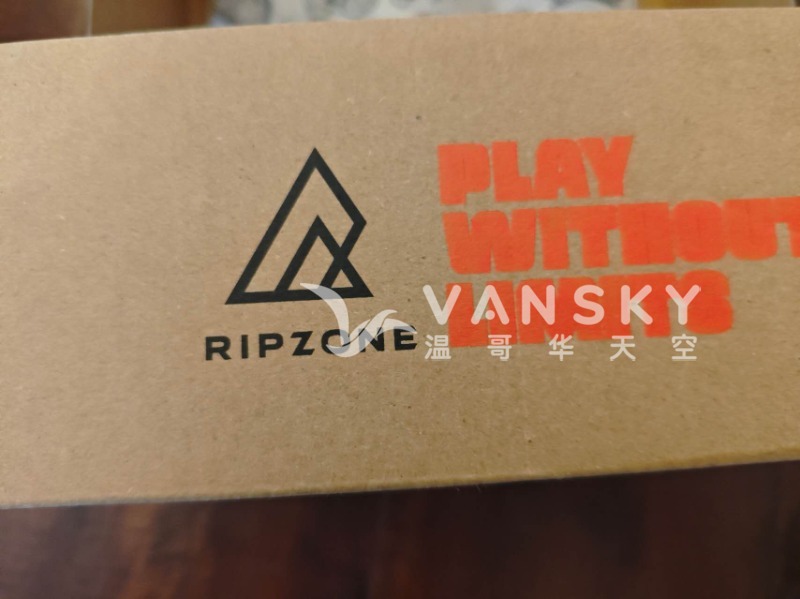 RIPZONE
PLAY
WITHOUT
LIMITS
VANSKY
温哥华天空